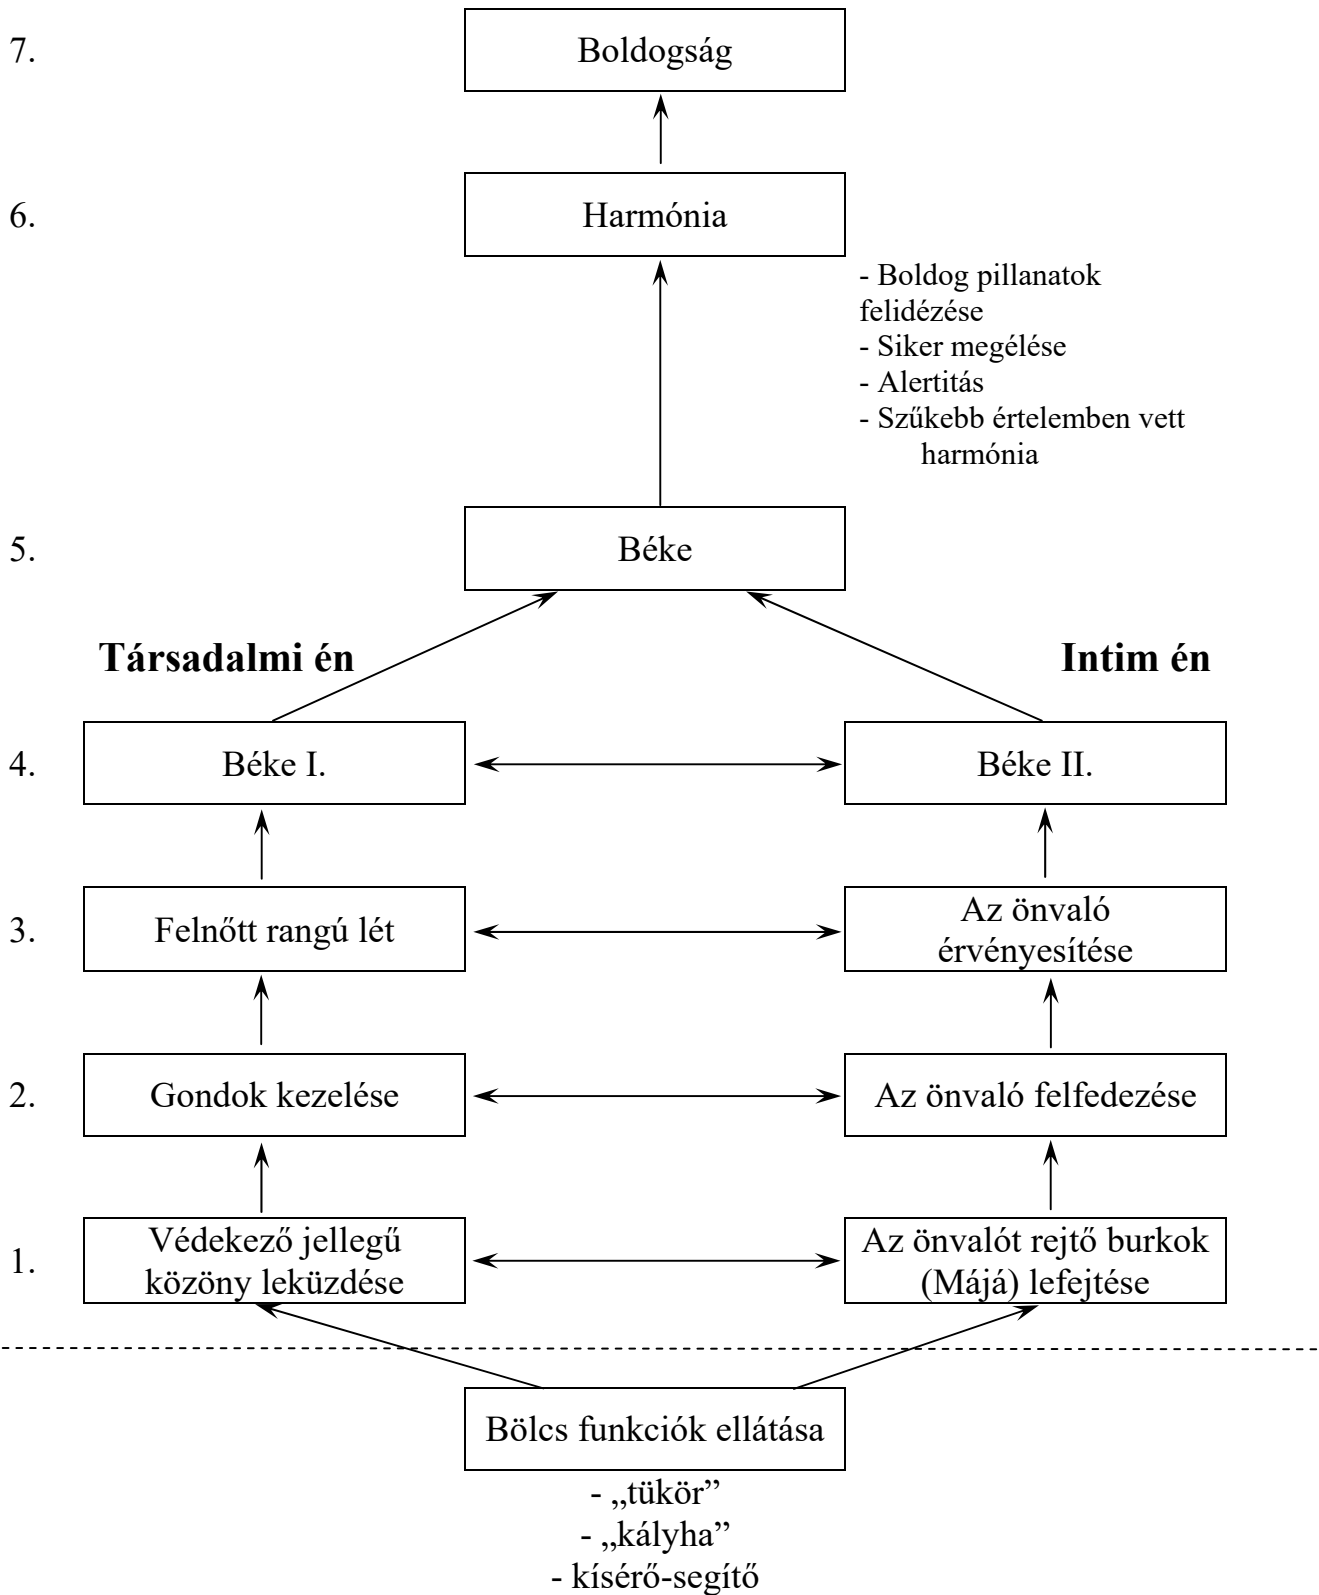 7.
Boldogság
6.
Harmónia
- Boldog pillanatok
felidézése
- Siker megélése
- Alertitás
- Szűkebb értelemben vett
harmónia
5.
Béke
Társadalmi én
Intim én
4.
Béke I.
Béke II.
3.
Felnőtt rangú lét
Az önvaló
érvényesítése
2.
Gondok kezelése
Az önvaló felfedezése
1.
Védekező jellegű
közöny leküzdése
Az önvalót rejtő burkok
(Májá) lefejtése
Bölcs funkciók ellátása
- „tükör”
- „kályha”
- kísérő-segítő